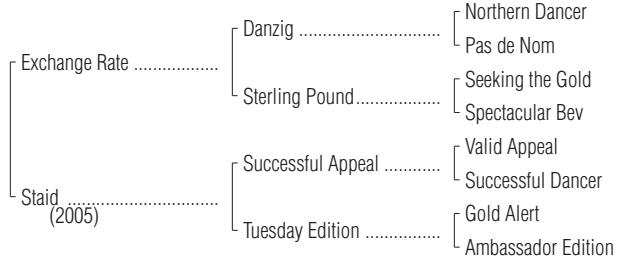 Northern Dancer
Danzig ..............................
Pas de Nom
Exchange Rate ..................
Seeking the Gold
Sterling Pound..................
Spectacular Bev
Valid Appeal
Successful Appeal ............
Successful Dancer
Staid ................................
(2005)
Gold Alert
Tuesday Edition ................
Ambassador Edition